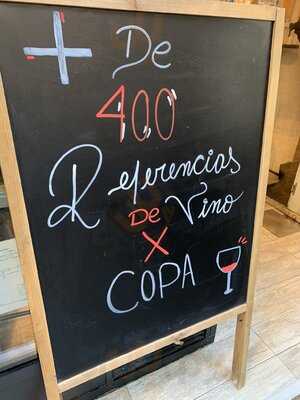 + De
400
Referencias
De Vino
X
COPA